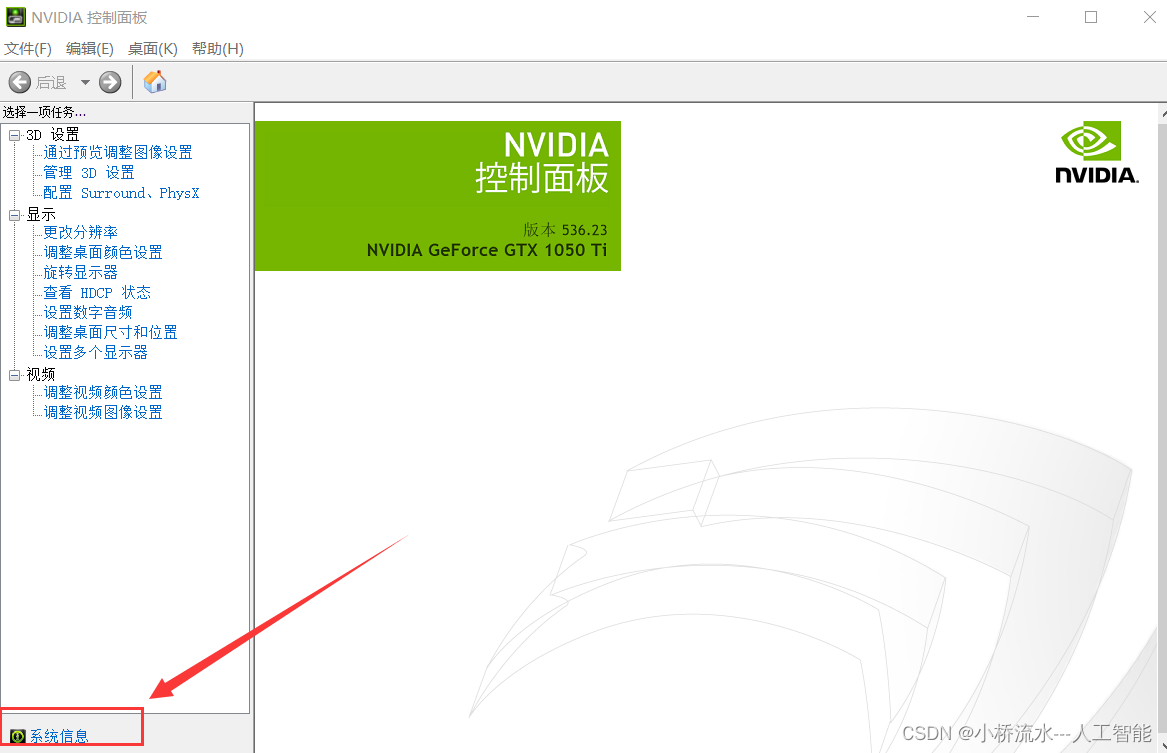 NVIDIA 控制面板
文件(F) 编辑(E) 桌面(K) 帮助(H)
后退
选择一项任务...
3D 设置
通过预览调整图像设置
管理 3D 设置
配置 Surround、PhysX
显示
更改分辨率
调整桌面颜色设置
旋转显示器
查看 HDCP 状态
设置数字音频
调整桌面尺寸和位置
设置多个显示器
视频
调整视频颜色设置
调整视频图像设置
系统信息
NVIDIA
控制面板
版本 536.23
NVIDIA GeForce GTX 1050 Ti
NVIDIA.
CSDN @小桥流水---人工智能